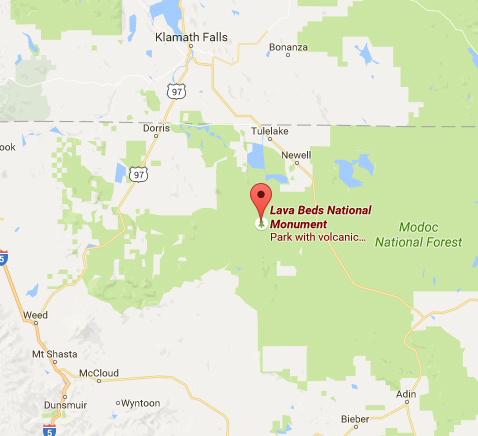 Klamath Falls
Bonanza
97
Dorris
Tulelake
ook
Newell
97
Lava Beds National
Monument
Park with volcanic...
Modoc
National Forest
5
Weed
Mt Shasta
McCloud
Dunsmuir
Wyntoon
Adin
Bieber
5